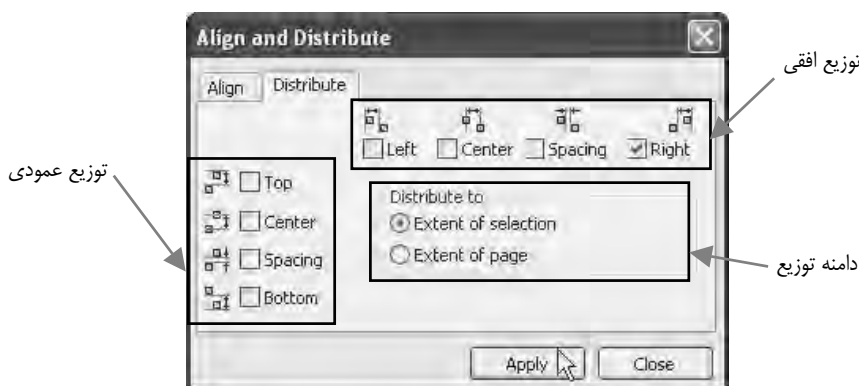 Align and Distribute
Align Distribute
توزیع افقی
Left Center Spacing Right
توزیع عمودی
Top
Center
Spacing
Bottom
Distribute to
Extent of selection
Extent of page
دامنه توزیع
Apply Close